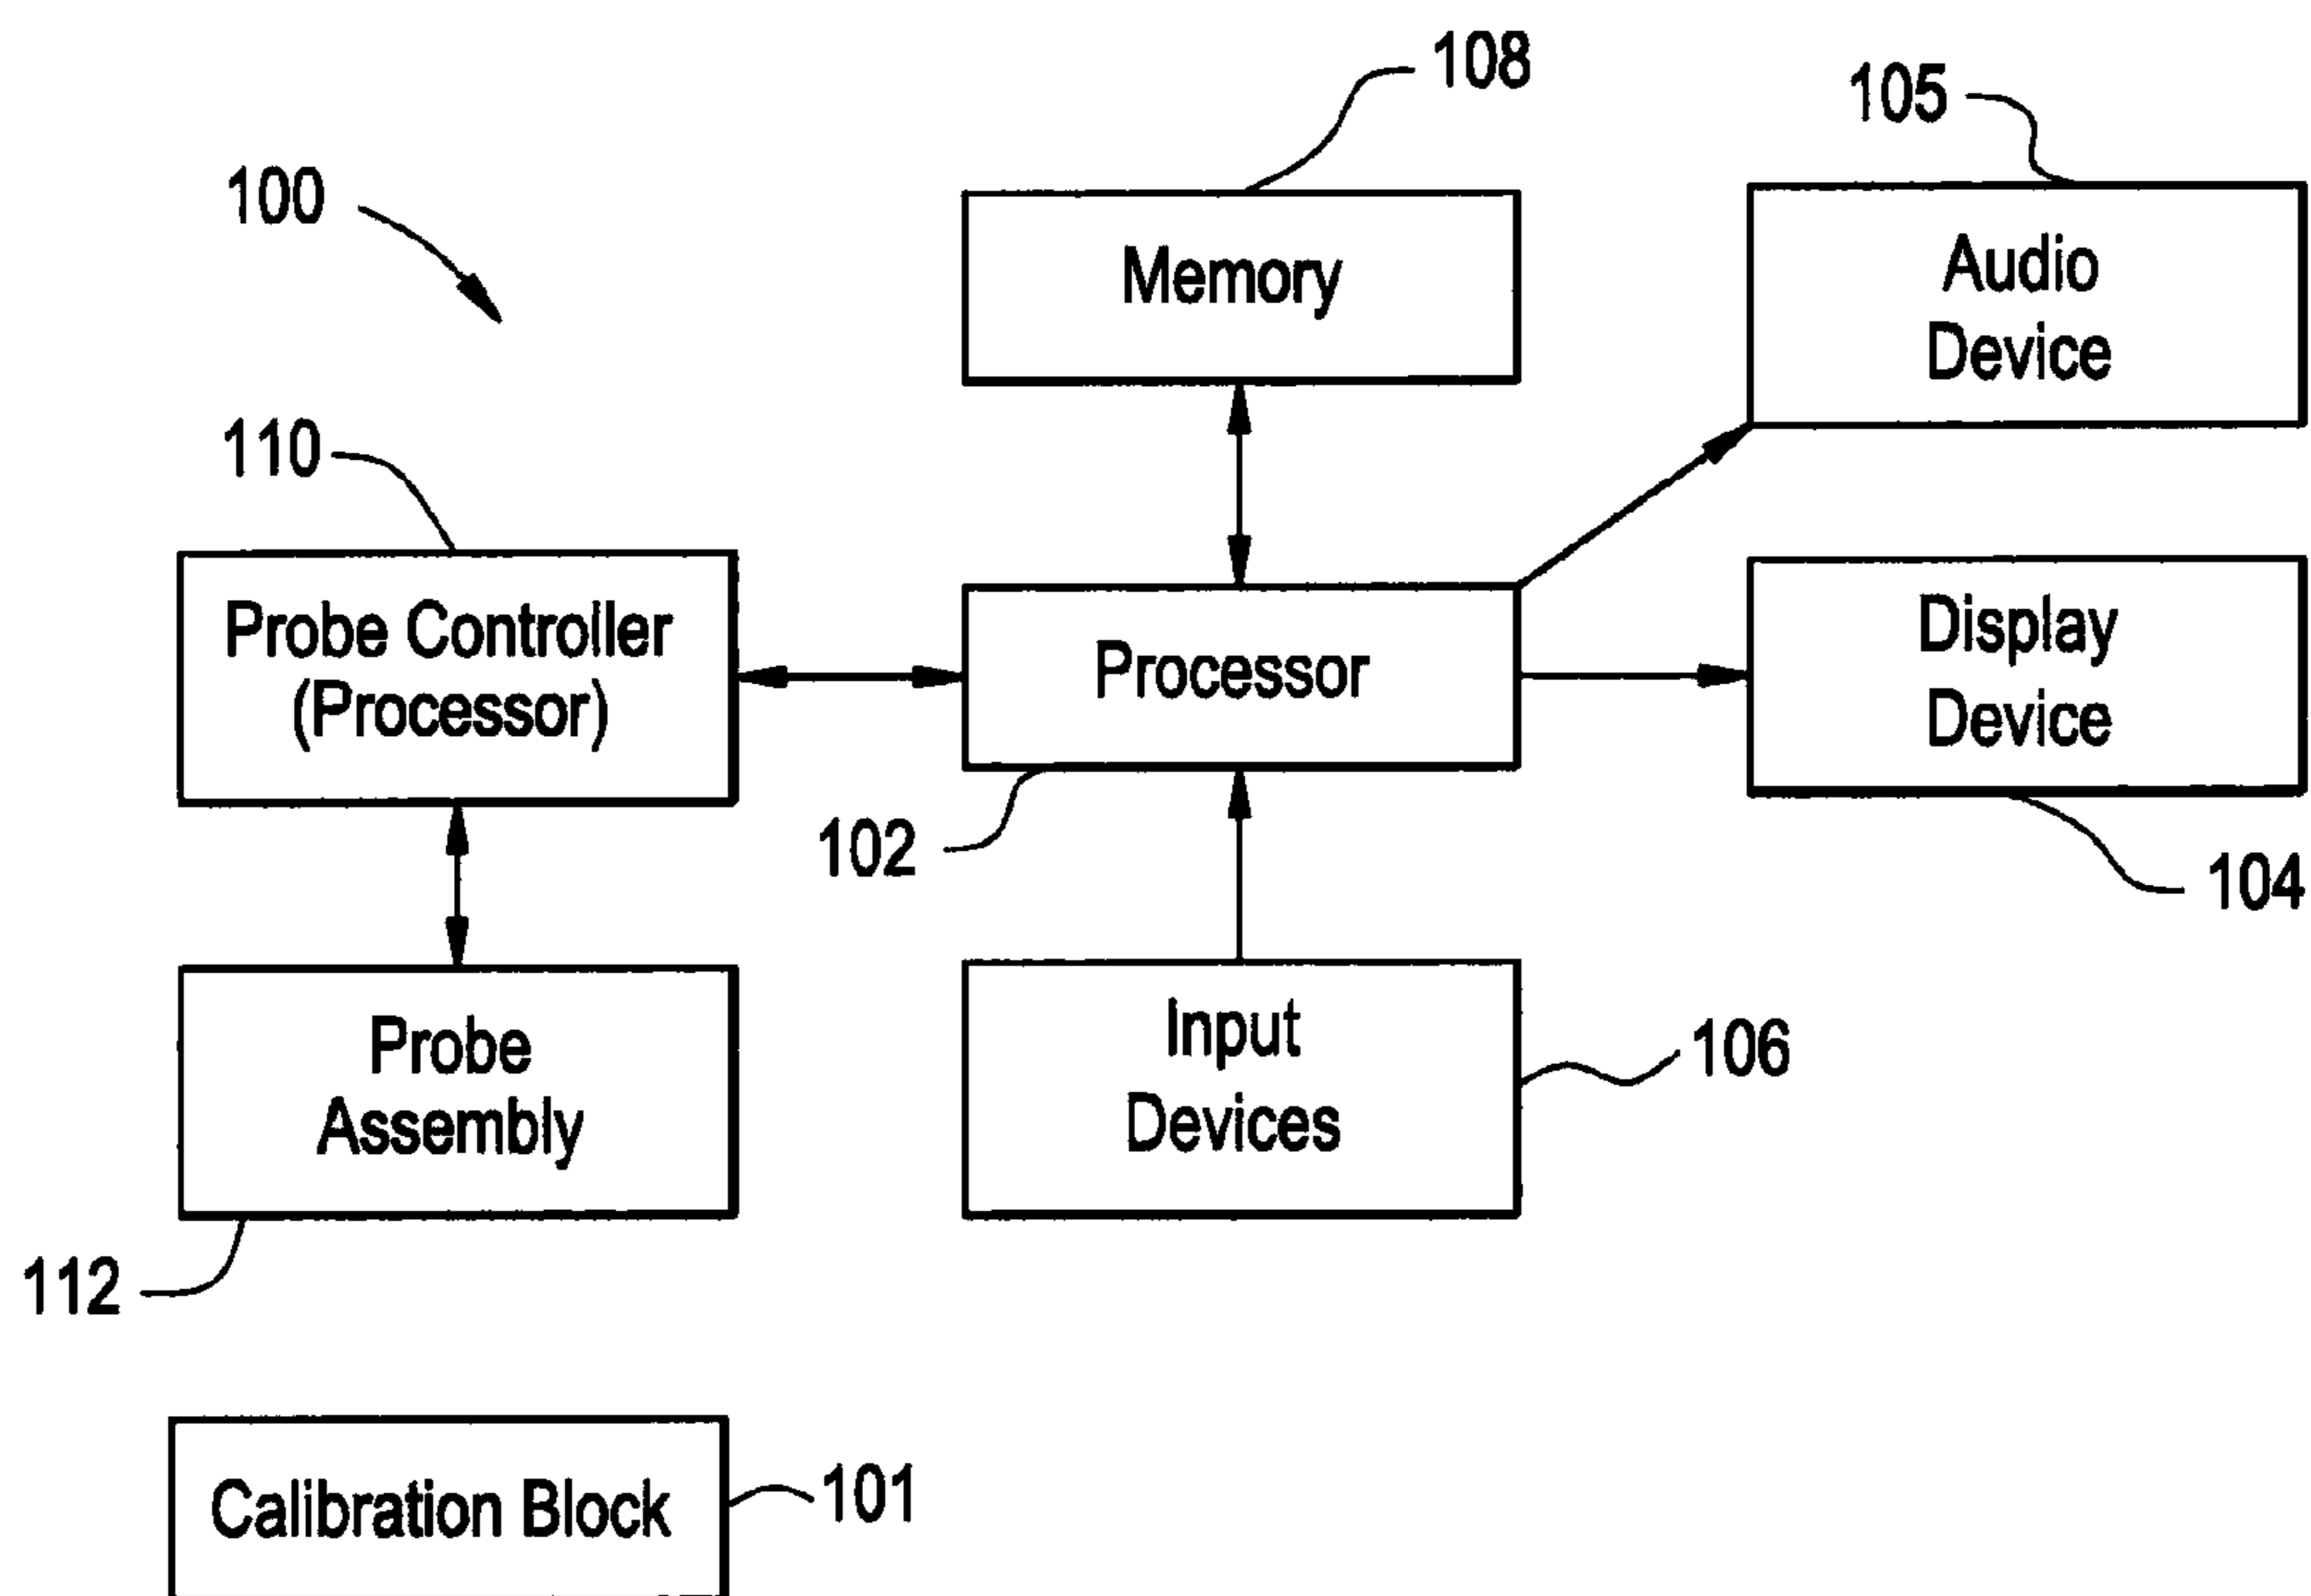 108
105
100
Memory
Audio
Device
110
Probe Controller
(Processor)
Processor
Display
Device
102
104
Probe
Assembly
Input
Devices
106
112
Calibration Block
101